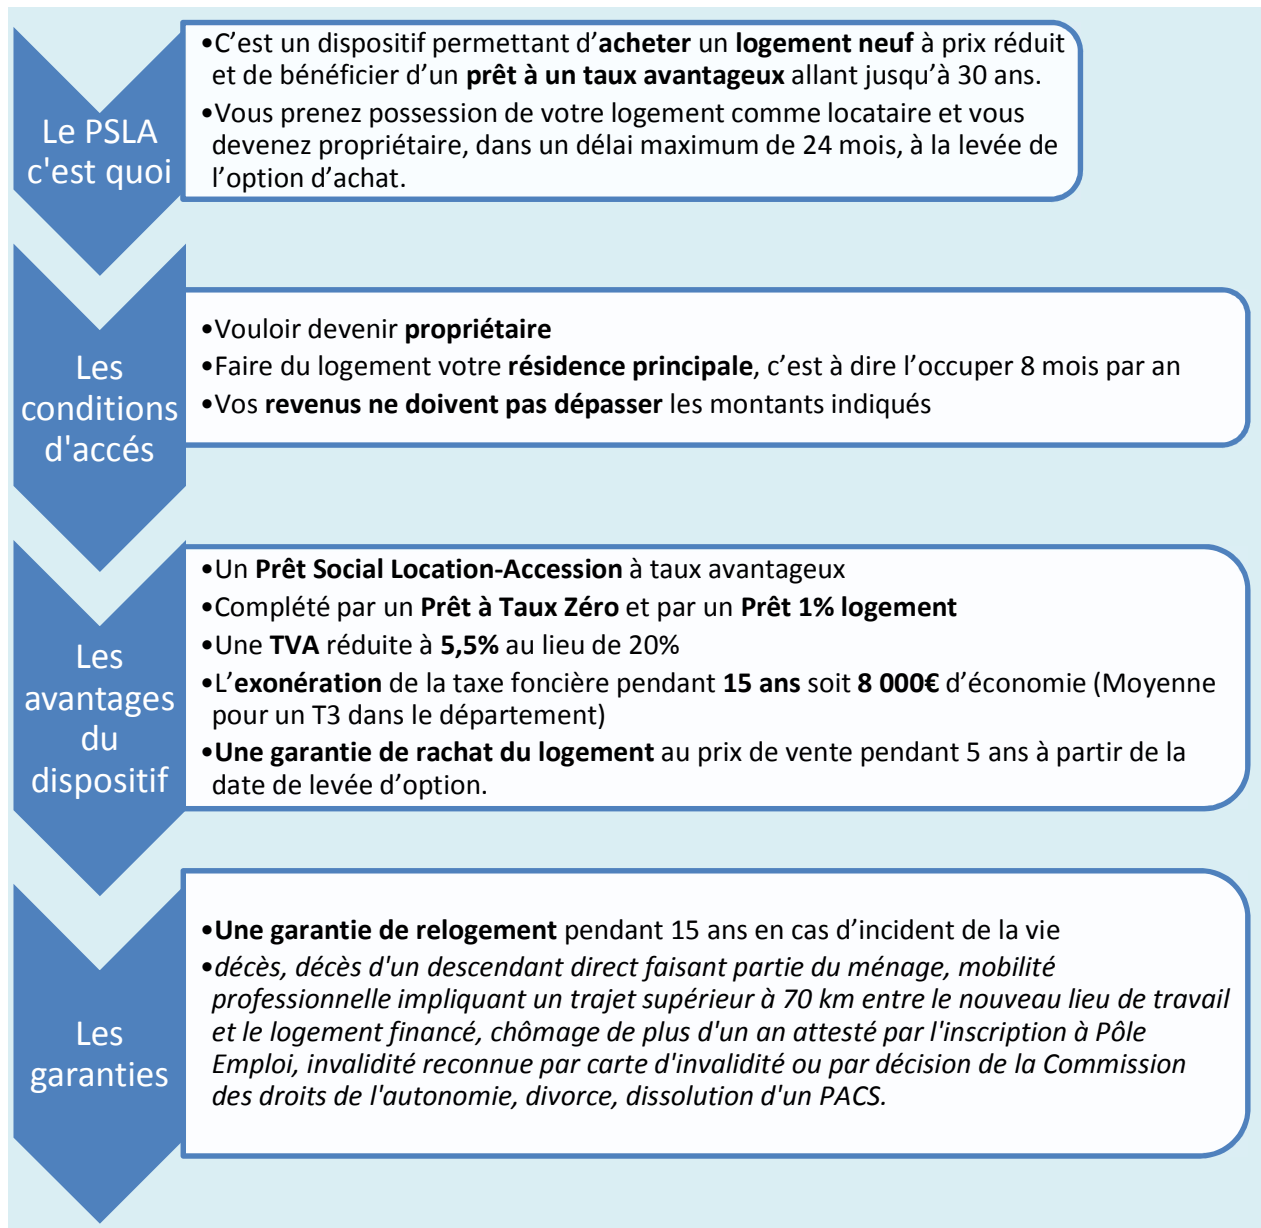 Le PSLA
c'est quoi
•C’est un dispositif permettant d’acheter un logement neuf à prix réduit
et de bénéficier d’un prêt à un taux avantageux allant jusqu’à 30 ans.
•Vous prenez possession de votre logement comme locataire et vous
devenez propriétaire, dans un délai maximum de 24 mois, à la levée de
l’option d’achat.
Les
conditions
d'accés
•Vouloir devenir propriétaire
•Faire du logement votre résidence principale, c’est à dire l’occuper 8 mois par an
•Vos revenus ne doivent pas dépasser les montants indiqués
Les
avantages
du
dispositif
•Un Prêt Social Location-Accession à taux avantageux
•Complété par un Prêt à Taux Zéro et par un Prêt 1% logement
•Une TVA réduite à 5,5% au lieu de 20%
•L’exonération de la taxe foncière pendant 15 ans soit 8 000€ d’économie (Moyenne
pour un T3 dans le département)
•Une garantie de rachat du logement au prix de vente pendant 5 ans à partir de la
date de levée d’option.
Les
garanties
•Une garantie de relogement pendant 15 ans en cas d’incident de la vie
•décès, décès d'un descendant direct faisant partie du ménage, mobilité
professionnelle impliquant un trajet supérieur à 70 km entre le nouveau lieu de travail
et le logement financé, chômage de plus d'un an attesté par l'inscription à Pôle
Emploi, invalidité reconnue par carte d'invalidité ou par décision de la Commission
des droits de l'autonomie, divorce, dissolution d'un PACS.